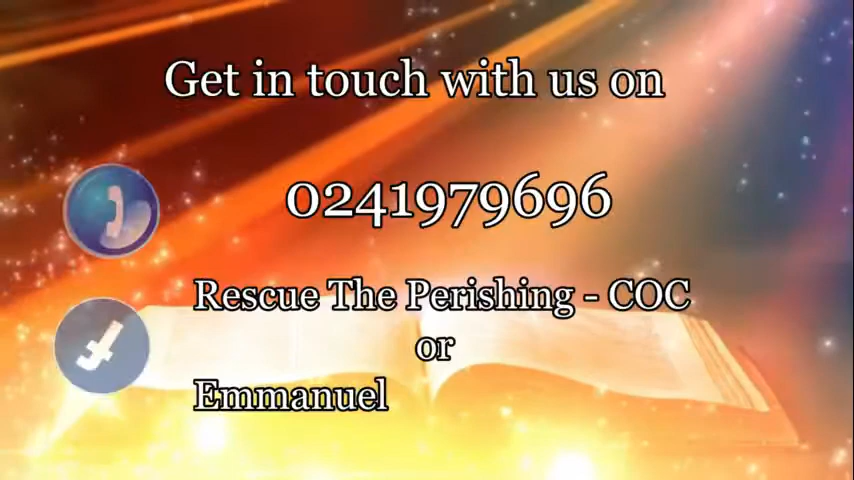 Get in touch with us on
0241979696
Rescue The Perishing - COC
or
Emmanuel